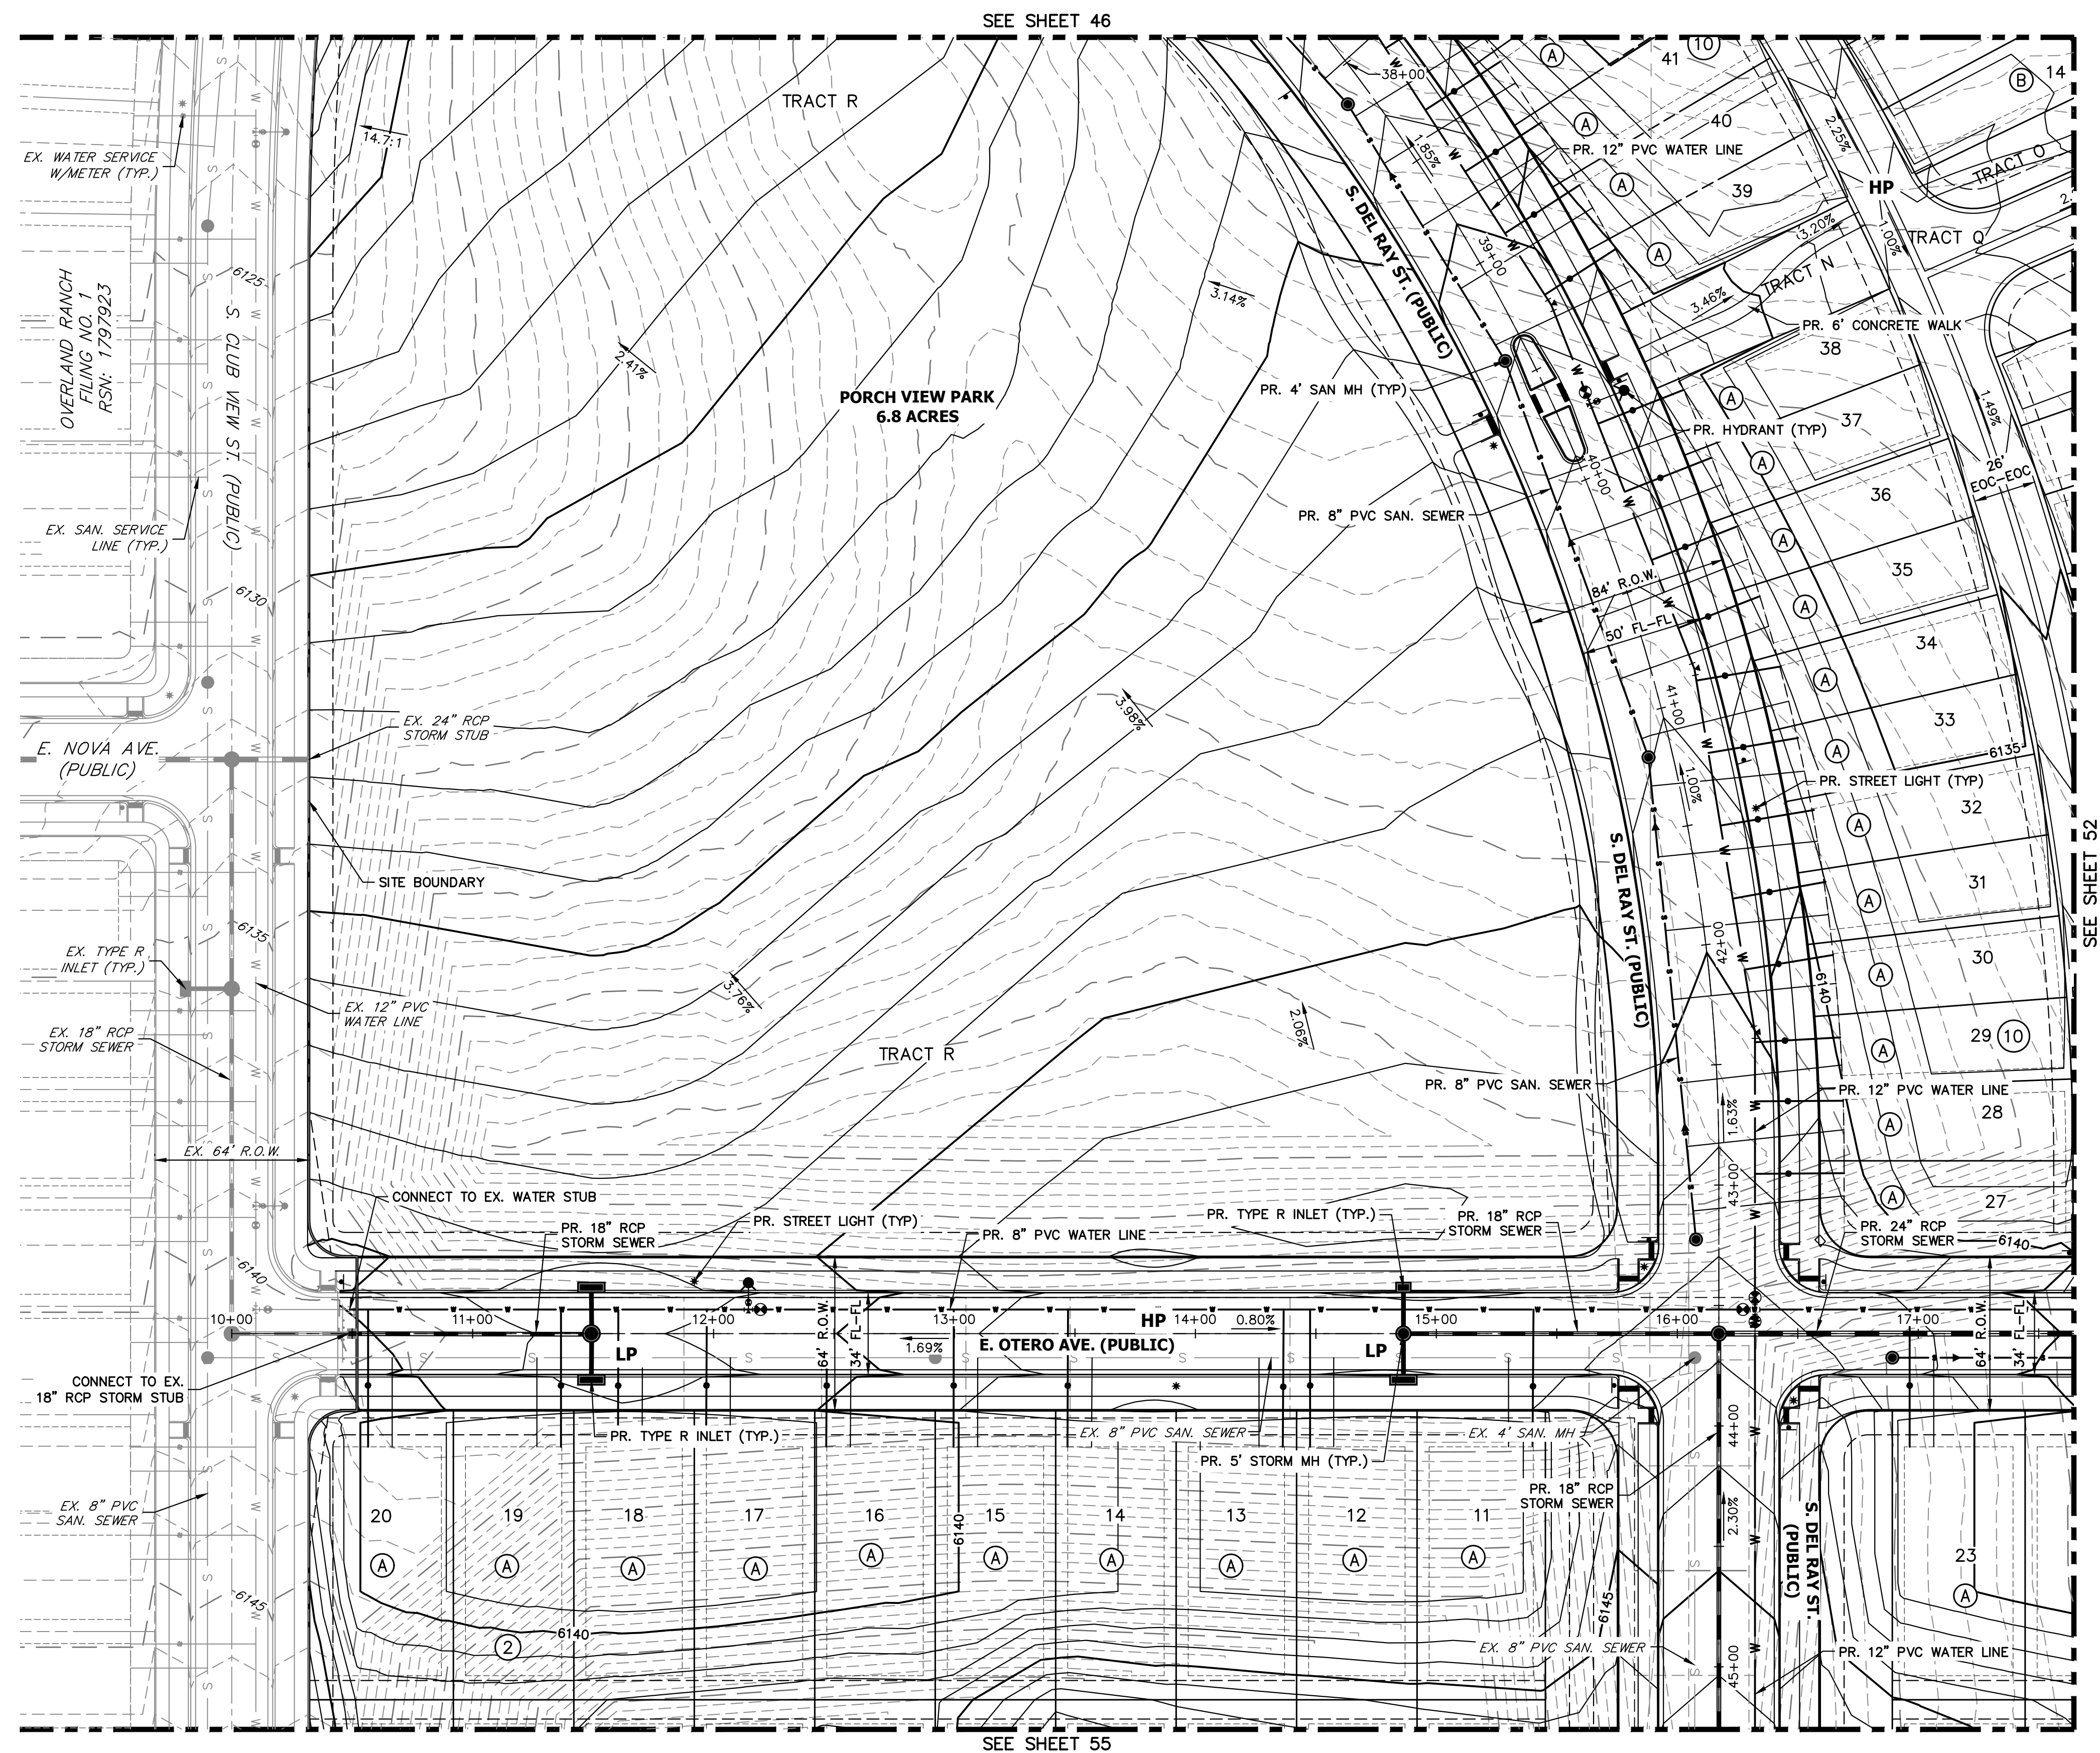 SEE SHEET 46
TRACT R
14.7:1
EX. WATER SERVICE
W/METER (TYP.)
38+00
1.85%
PR. 12" PVC WATER LINE
41
10
A
40
A
39
A
A
B
14
2.25%
TRACT O
HP
1.00%
TRACT Q
3.20%
TRACT N
3.46%
PR. 6' CONCRETE WALK
38
OVERLAND RANCH
FILING NO. 1
RSN: 1797923
6125
S. CLUB VIEW ST. (PUBLIC)
2.41%
3.14%
S. DEL RAY ST. (PUBLIC)
39+00
PORCH VIEW PARK
6.8 ACRES
PR. 4' SAN MH (TYP)
A
37
PR. HYDRANT (TYP)
1.49%
A
40+00
26'
EOC-EOC
36
PR. 8" PVC SAN. SEWER
EX. SAN. SERVICE
LINE (TYP.)
A
35
6130
84' R.O.W.
50' FL-FL
A
34
A
41+00
3.98%
EX. 24" RCP
STORM STUB
E. NOVA AVE.
(PUBLIC)
33
A
6135
1.00%
PR. STREET LIGHT (TYP)
32
A
SEE SHEET 52
SITE BOUNDARY
S. DEL RAY ST. (PUBLIC)
31
A
6135
42+00
EX. TYPE R
INLET (TYP.)
30
A
6140
3.76%
EX. 12" PVC
WATER LINE
2.06%
EX. 18" RCP
STORM SEWER
TRACT R
29
10
A
PR. 8" PVC SAN. SEWER
PR. 12" PVC WATER LINE
28
1.63%
A
EX. 64' R.O.W.
43+00
CONNECT TO EX. WATER STUB
A
27
PR. 18" RCP
STORM SEWER
PR. STREET LIGHT (TYP)
PR. 8" PVC WATER LINE
PR. TYPE R INLET (TYP.)
PR. 18" RCP
STORM SEWER
PR. 24" RCP
STORM SEWER
6140
6140
10+00
11+00
12+00
13+00
HP
14+00
0.80%
15+00
16+00
17+00
LP
64' R.O.W.
34' FL-FL
1.69%
E. OTERO AVE. (PUBLIC)
LP
64' R.O.W.
34' FL-FL
CONNECT TO EX.
18" RCP STORM STUB
PR. TYPE R INLET (TYP.)
EX. 8" PVC SAN. SEWER
EX. 4' SAN. MH
PR. 5' STORM MH (TYP.)
44+00
PR. 18" RCP
STORM SEWER
EX. 8" PVC
SAN. SEWER
20
19
18
17
16
15
14
13
12
11
6140
2.30%
S. DEL RAY ST.
(PUBLIC)
A
A
A
A
A
A
A
A
A
A
23
A
6145
6145
2
6140
EX. 8" PVC SAN. SEWER
PR. 12" PVC WATER LINE
45+00
SEE SHEET 55